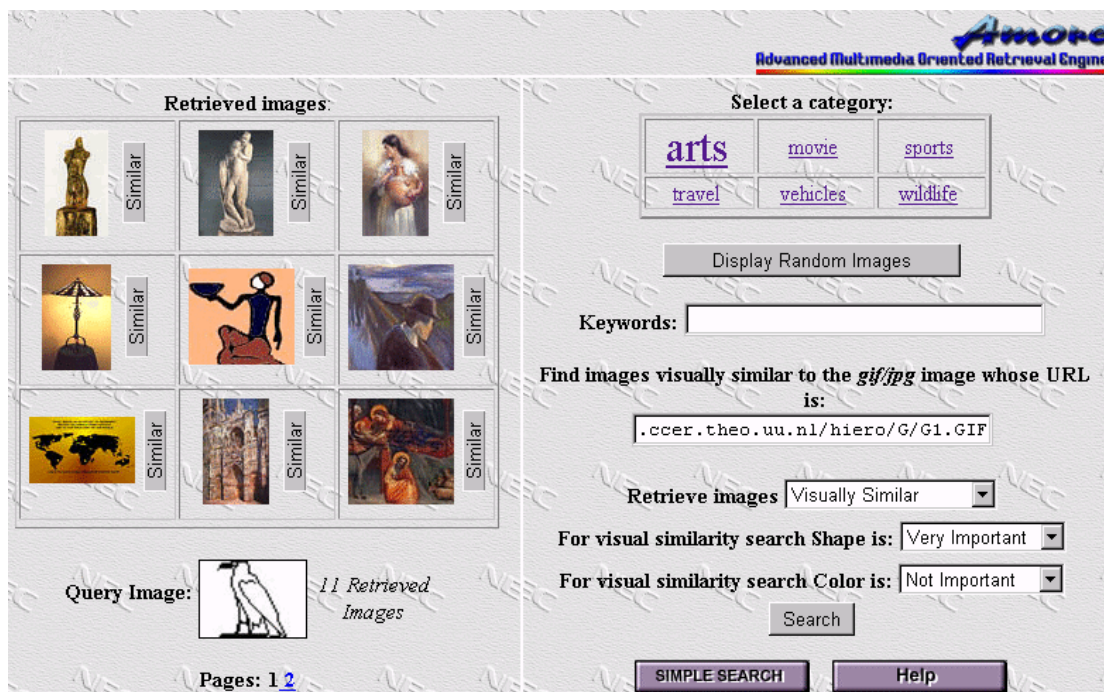 Amore
Advanced Multimedia Oriented Retrieval Engine
Retrieved images:
Similar
Similar
Similar
Similar
Similar
Similar
Similar
Similar
Similar
Query Image:
11 Retrieved
Images
Pages: 1 2
Select a category:
arts movie sports
travel vehicles wildlife
Display Random Images
Keywords:
Find images visually similar to the gif/jpg image whose URL
is:
.ccer.theo.uu.nl/hiero/G/G1.GIF
Retrieve images Visually Similar
For visual similarity search Shape is: Very Important
For visual similarity search Color is: Not Important
Search
SIMPLE SEARCH Help
NEC